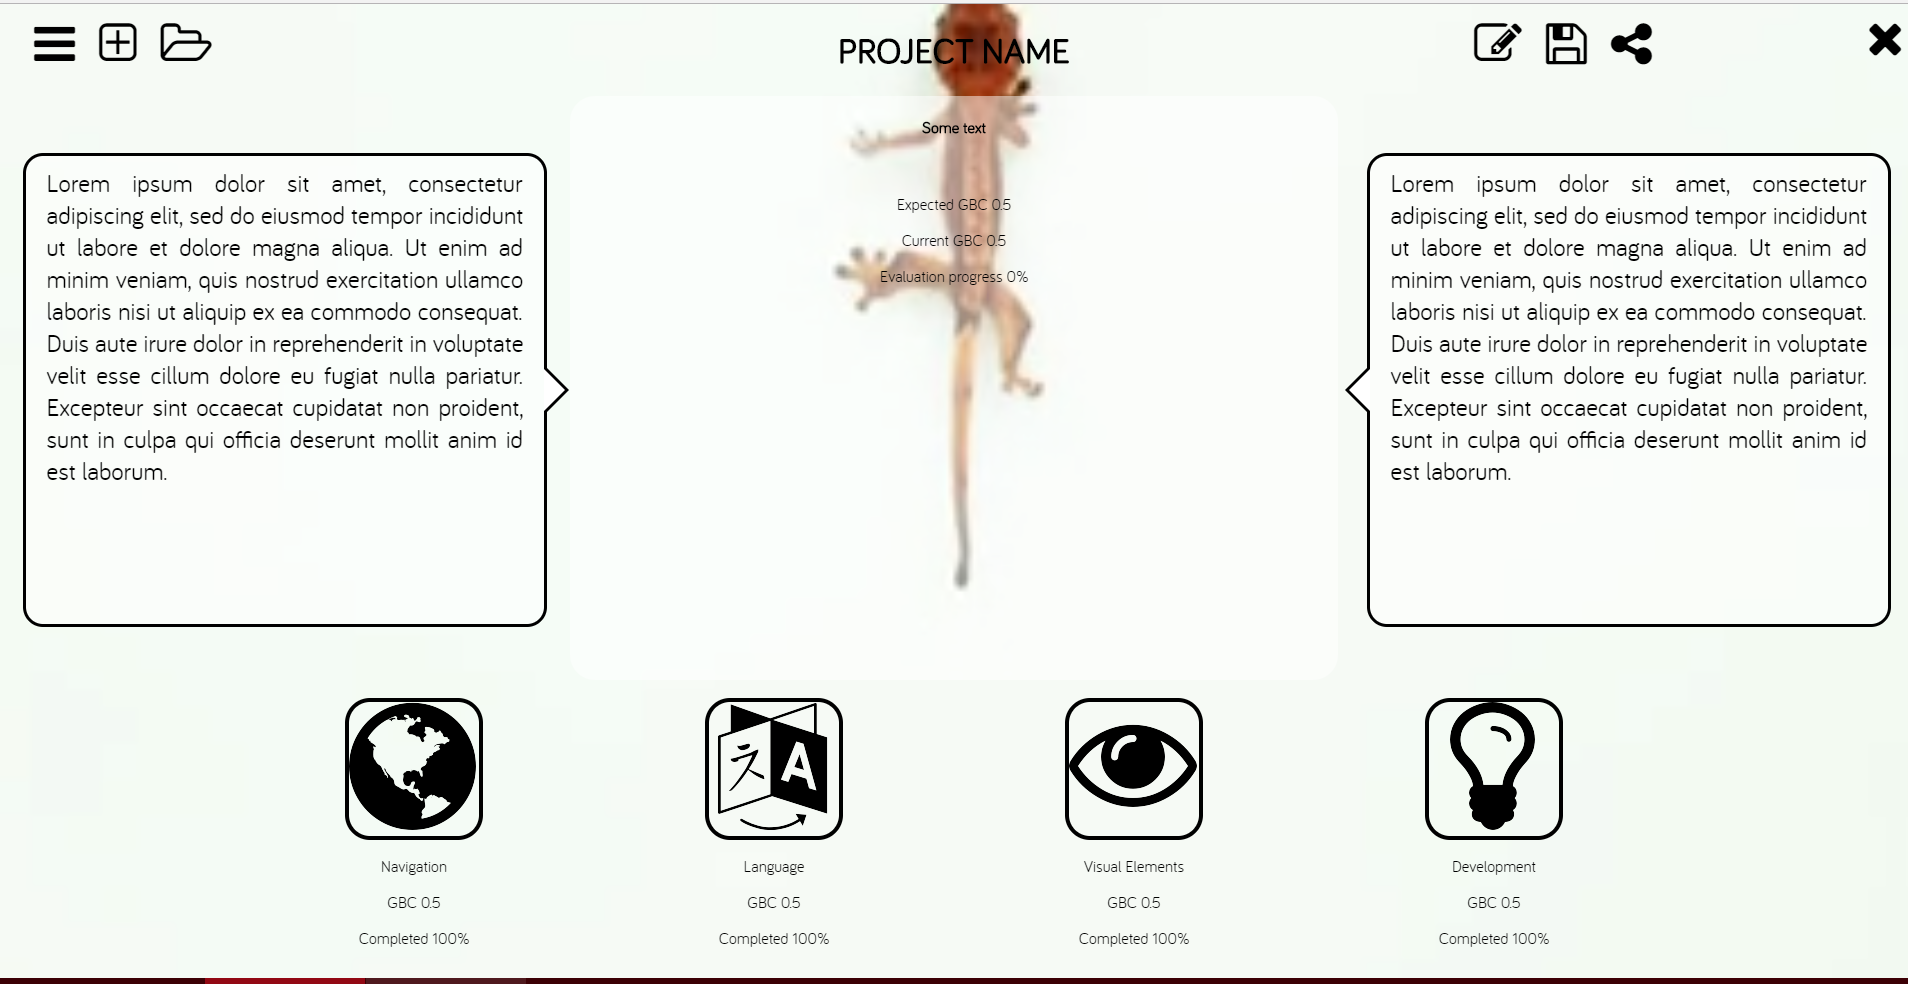 PROJECT NAME
Some text
Expected GBC 0.5
Current GBC 0.5
Evaluation progress 0%
Lorem ipsum dolor sit amet, consectetur
adipiscing elit, sed do eiusmod tempor incididunt
ut labore et dolore magna aliqua. Ut enim ad
minim veniam, quis nostrud exercitation ullamco
laboris nisi ut aliquip ex ea commodo consequat.
Duis aute irure dolor in reprehenderit in voluptate
velit esse cillum dolore eu fugiat nulla pariatur.
Excepteur sint occaecat cupidatat non proident,
sunt in culpa qui officia deserunt mollit anim id
est laborum.
Lorem ipsum dolor sit amet, consectetur
adipiscing elit, sed do eiusmod tempor incididunt
ut labore et dolore magna aliqua. Ut enim ad
minim veniam, quis nostrud exercitation ullamco
laboris nisi ut aliquip ex ea commodo consequat.
Duis aute irure dolor in reprehenderit in voluptate
velit esse cillum dolore eu fugiat nulla pariatur.
Excepteur sint occaecat cupidatat non proident,
sunt in culpa qui officia deserunt mollit anim id
est laborum.
A
Navigation
GBC 0.5
Completed 100%
Language
GBC 0.5
Completed 100%
Visual Elements
GBC 0.5
Completed 100%
Development
GBC 0.5
Completed 100%